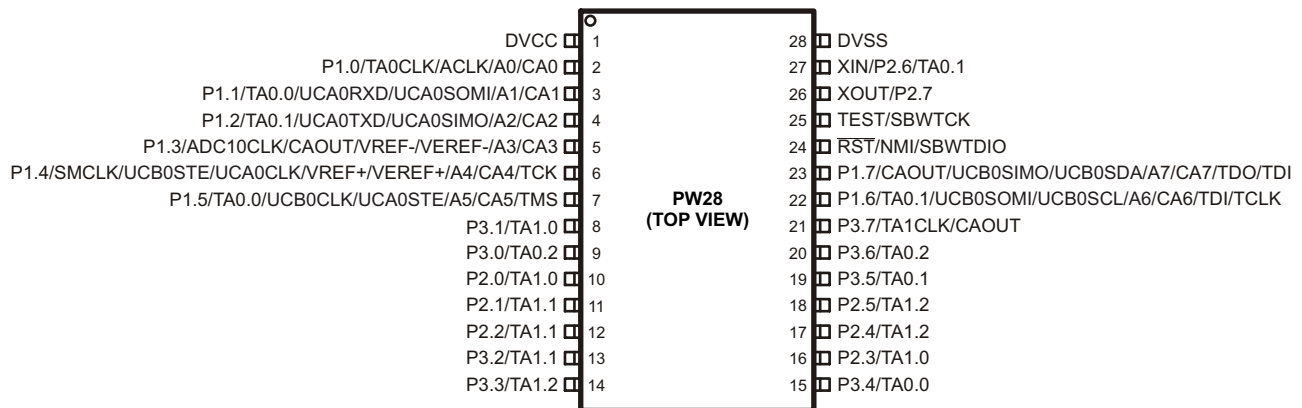 DVCC 1 28 DVSS
P1.0/TA0CLK/ACLK/A0/CA0 2 27 XIN/P2.6/TA0.1
P1.1/TA0.0/UCA0RXD/UCA0SOMI/A1/CA1 3 26 XOUT/P2.7
P1.2/TA0.1/UCA0TXD/UCA0SIMO/A2/CA2 4 25 TEST/SBWTCK
P1.3/ADC10CLK/CAOUT/VREF-/VEREF-/A3/CA3 5 24 RST/NMI/SBWTDIO
P1.4/SMCLK/UCB0STE/UCA0CLK/VREF+/VEREF+/A4/CA4/TCK 6 23 P1.7/CAOUT/UCB0SIMO/UCB0SDA/A7/CA7/TDO/TDI
P1.5/TA0.0/UCB0CLK/UCA0STE/A5/CA5/TMS 7 PW28 22 P1.6/TA0.1/UCB0SOMI/UCB0SCL/A6/CA6/TDI/TCLK
P3.1/TA1.0 8 (TOP VIEW) 21 P3.7/TA1CLK/CAOUT
P3.0/TA0.2 9 20 P3.6/TA0.2
P2.0/TA1.0 10 19 P3.5/TA0.1
P2.1/TA1.1 11 18 P2.5/TA1.2
P2.2/TA1.1 12 17 P2.4/TA1.2
P3.2/TA1.1 13 16 P2.3/TA1.0
P3.3/TA1.2 14 15 P3.4/TA0.0